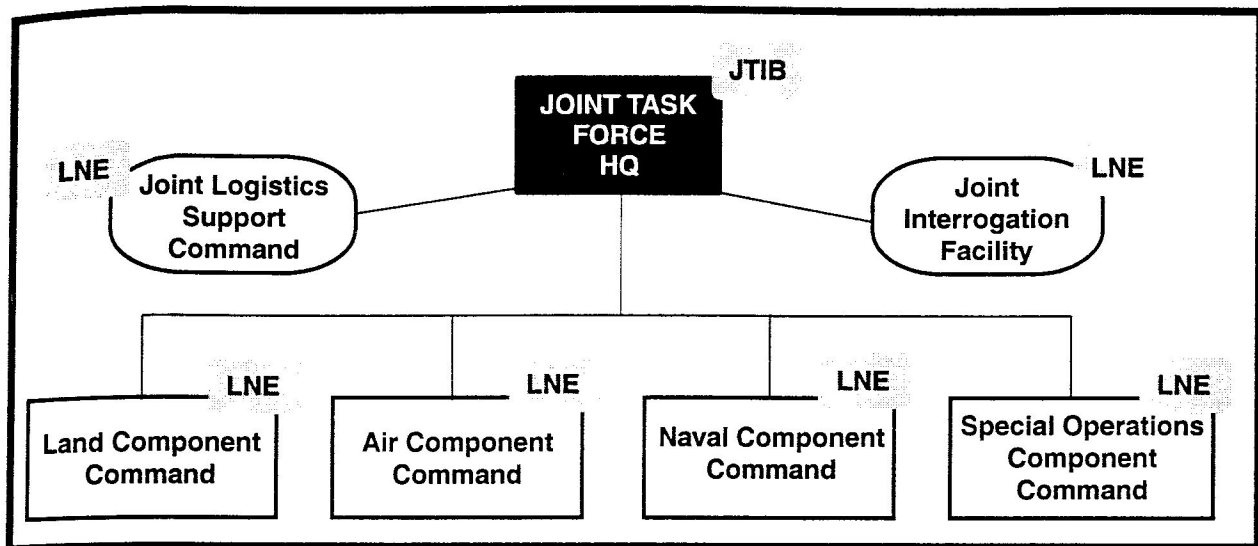 JTIB
JOINT TASK
FORCE
HQ
LNE
Joint Logistics
Support
Command
LNE
Joint
Interrogation
Facility
LNE
Land Component
Command
LNE
Air Component
Command
LNE
Naval Component
Command
LNE
Special Operations
Component
Command